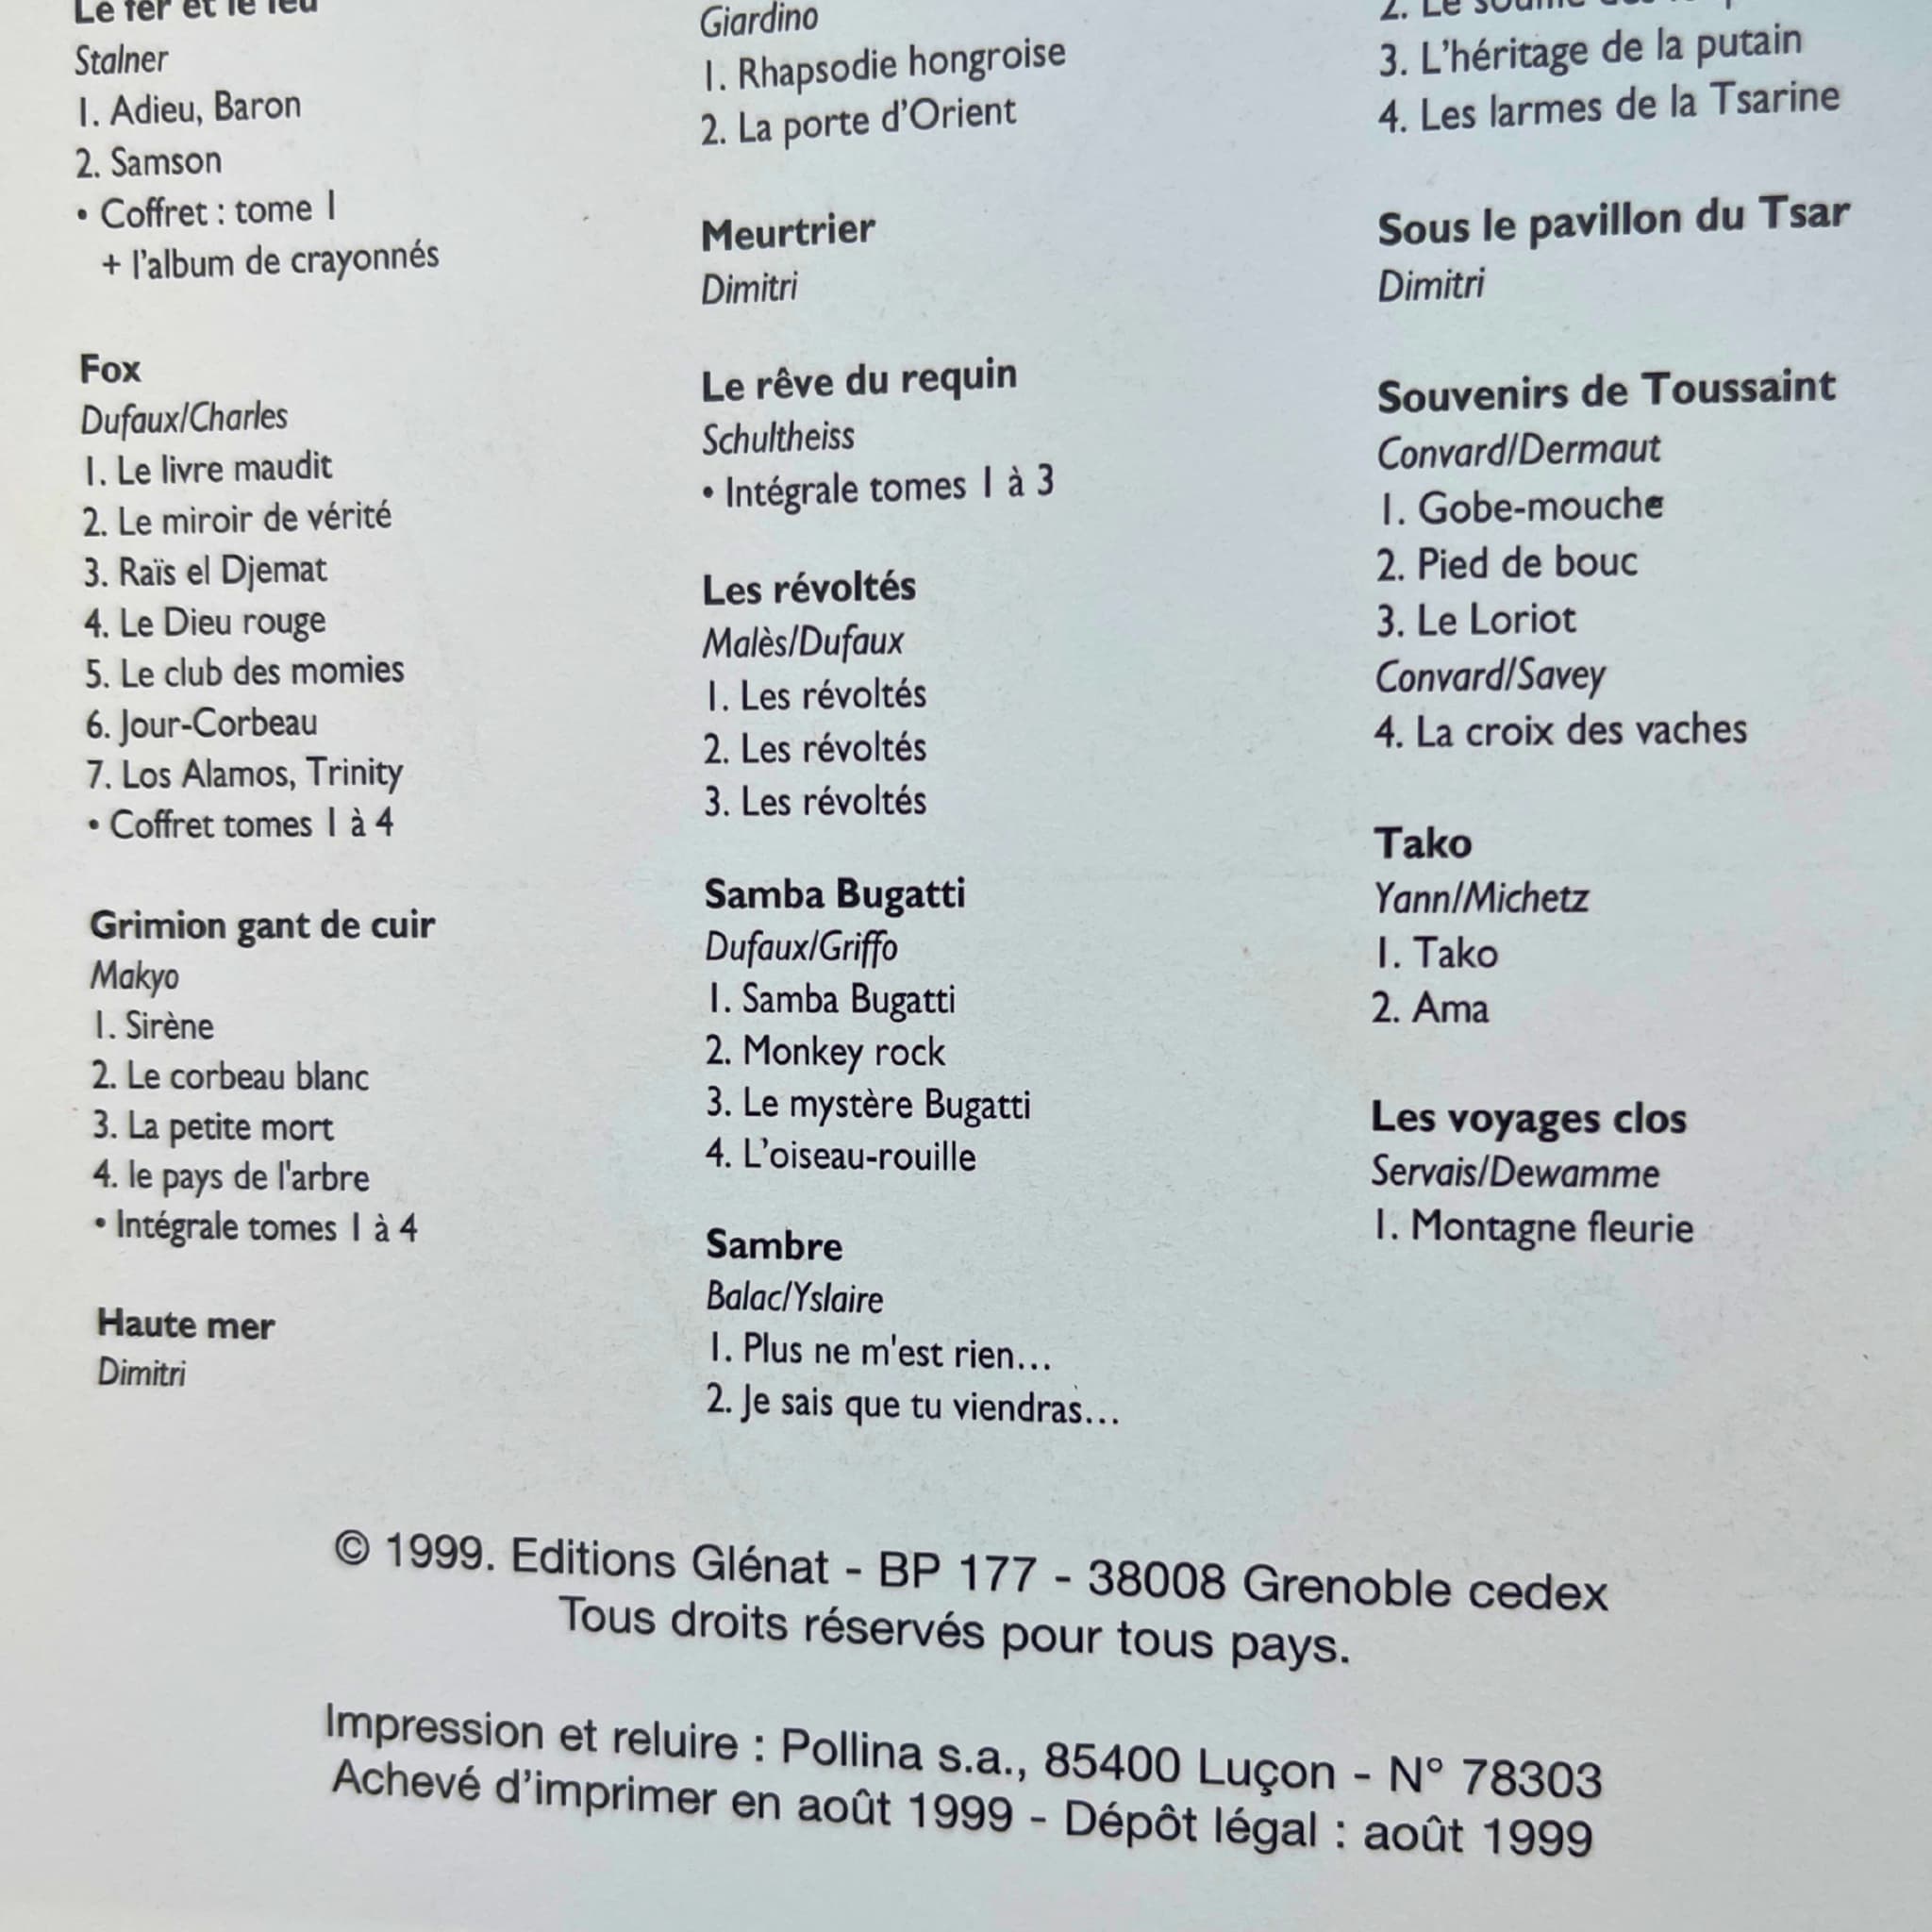 Le fer et le feu
Stalner
1. Adieu, Baron
2. Samson
• Coffret : tome 1
+ l'album de crayonnés
Fox
Dufaux/Charles
1. Le livre maudit
2. Le miroir de vérité
3. Raïs el Djemat
4. Le Dieu rouge
5. Le club des momies
6. Jour-Corbeau
7. Los Alamos, Trinity
• Coffret tomes 1 à 4
Grimion gant de cuir
Makyo
1. Sirène
2. Le corbeau blanc
3. La petite mort
4. le pays de l'arbre
• Intégrale tomes 1 à 4
Haute mer
Dimitri
Giardino
1. Rhapsodie hongroise
2. La porte d'Orient
Meurtrier
Dimitri
Le rêve du requin
Schultheiss
• Intégrale tomes 1 à 3
Les révoltés
Malès/Dufaux
1. Les révoltés
2. Les révoltés
3. Les révoltés
Samba Bugatti
Dufaux/Griffo
1. Samba Bugatti
2. Monkey rock
3. Le mystère Bugatti
4. L'oiseau-rouille
Sambre
Balac/Yslaire
1. Plus ne m'est rien...
2. Je sais que tu viendras...
2. Le
3. L'héritage de la putain
4. Les larmes de la Tsarine
Sous le pavillon du Tsar
Dimitri
Souvenirs de Toussaint
Convard/Dermaut
1. Gobe-mouche
2. Pied de bouc
3. Le Loriot
Convard/Savey
4. La croix des vaches
Tako
Yann/Michetz
1. Tako
2. Ama
Les voyages clos
Servais/Dewamme
1. Montagne fleurie
© 1999. Editions Glénat - BP 177 - 38008 Grenoble cedex
Tous droits réservés pour tous pays.
Impression et reluire : Pollina s.a., 85400 Luçon - N° 78303
Achevé d'imprimer en août 1999 - Dépôt légal : août 1999